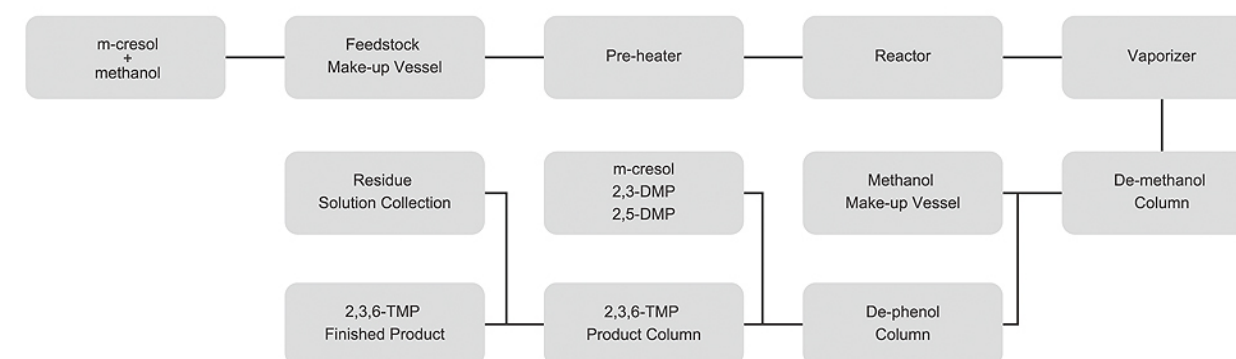 m-cresol
+
methanol
Feedstock
Make-up Vessel
Pre-heater
Reactor
Vaporizer
Residue
Solution Collection
m-cresol
2,3-DMP
2,5-DMP
Methanol
Make-up Vessel
De-methanol
Column
2,3,6-TMP
Finished Product
2,3,6-TMP
Product Column
De-phenol
Column